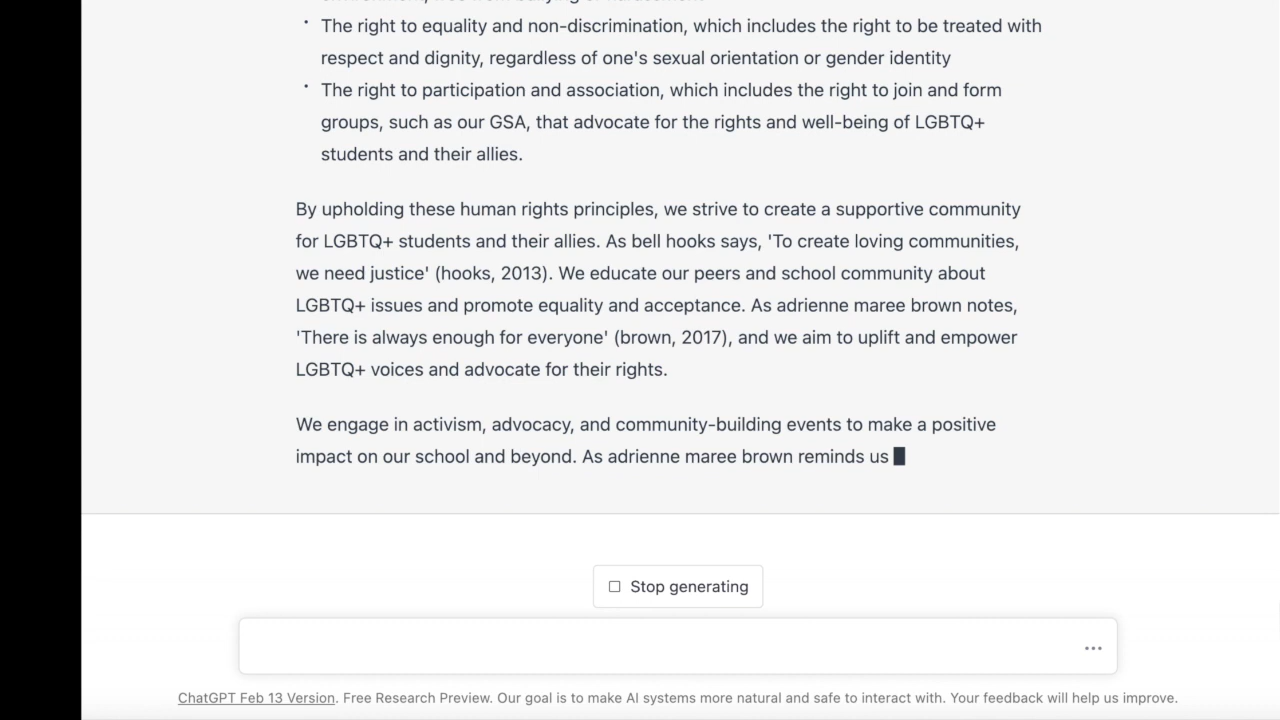 The right to equality and non-discrimination, which includes the right to be treated with
respect and dignity, regardless of one's sexual orientation or gender identity
The right to participation and association, which includes the right to join and form
groups, such as our GSA, that advocate for the rights and well-being of LGBTQ+
students and their allies.
By upholding these human rights principles, we strive to create a supportive community
for LGBTQ+ students and their allies. As bell hooks says, 'To create loving communities,
we need justice' (hooks, 2013). We educate our peers and school community about
LGBTQ+ issues and promote equality and acceptance. As adrienne maree brown notes,
'There is always enough for everyone' (brown, 2017), and we aim to uplift and empower
LGBTQ+ voices and advocate for their rights.
We engage in activism, advocacy, and community-building events to make a positive
impact on our school and beyond. As adrienne maree brown reminds us
Stop generating
ChatGPT Feb 13 Version. Free Research Preview. Our goal is to make AI systems more natural and safe to interact with. Your feedback will help us improve.